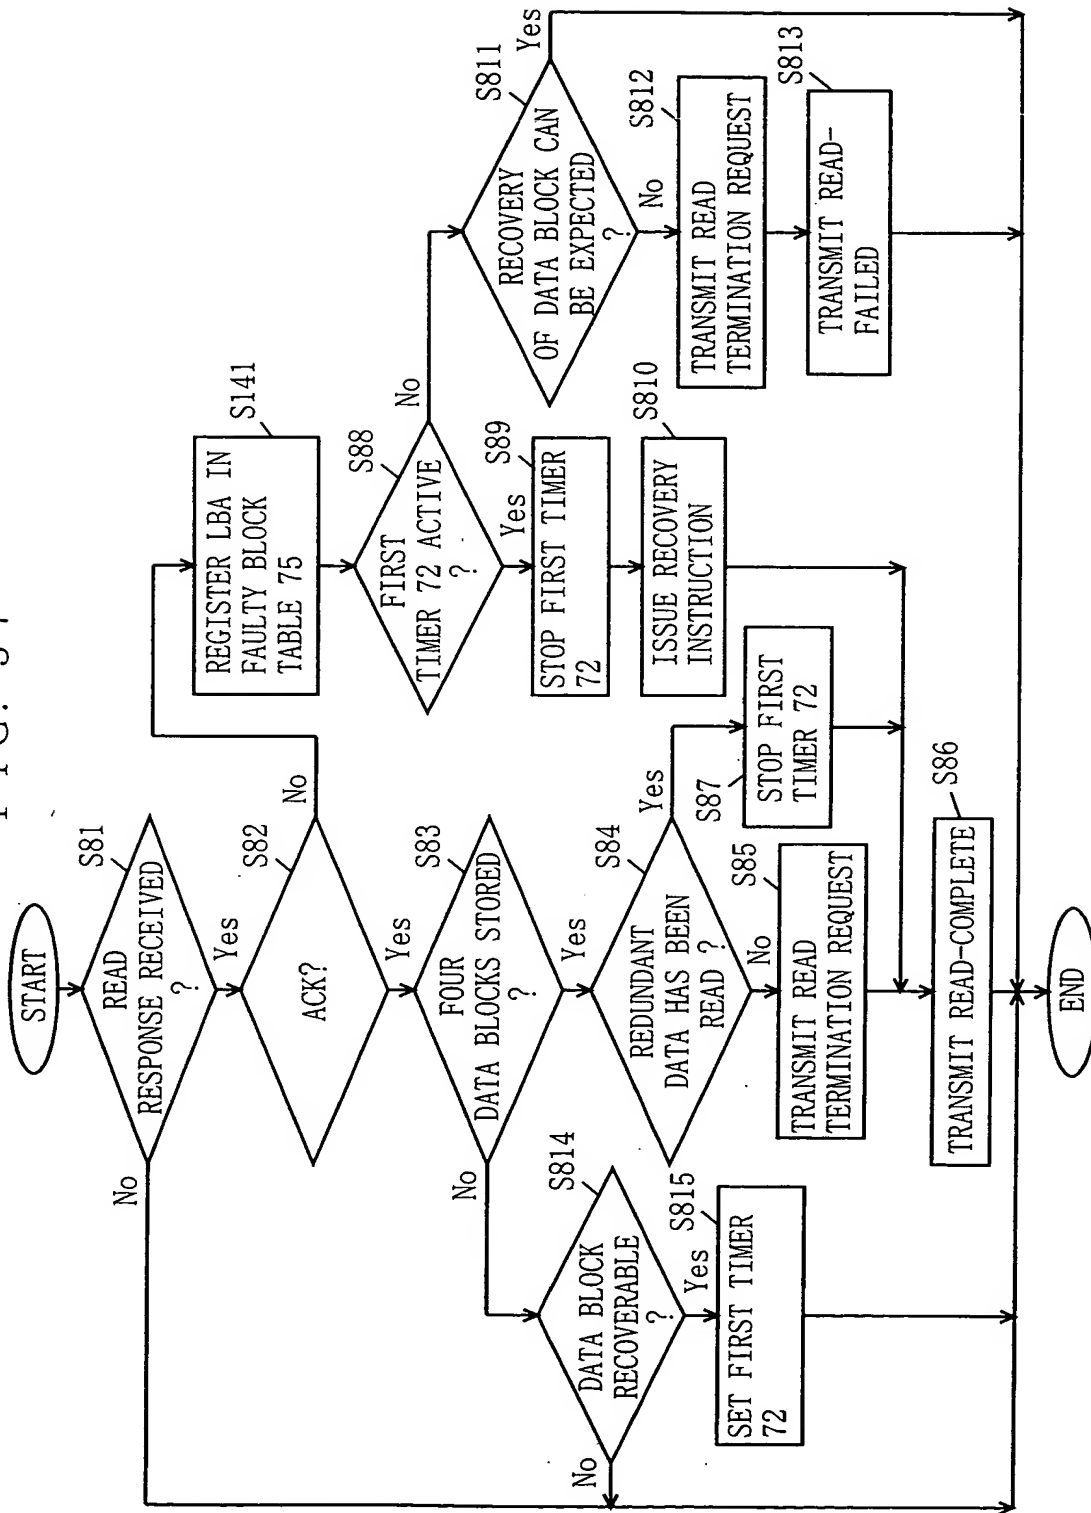 START
S81
READ
RESPONSE RECEIVED
?
No
Yes
S82
ACK?
No
Yes
S83
FOUR
DATA BLOCKS STORED
?
No
Yes
S84
REDUNDANT
DATA HAS BEEN
READ ?
Yes
No
S85
TRANSMIT READ
TERMINATION REQUEST
S87
STOP FIRST
TIMER 72
S86
TRANSMIT READ-COMPLETE
END
S814
DATA BLOCK
RECOVERABLE
?
No
Yes
S815
SET FIRST TIMER
72
S141
REGISTER LBA IN
FAULTY BLOCK
TABLE 75
S88
FIRST
TIMER 72 ACTIVE
?
No
Yes
S89
STOP FIRST TIMER
72
S810
ISSUE RECOVERY
INSTRUCTION
S811
RECOVERY
OF DATA BLOCK CAN
BE EXPECTED
?
Yes
No
S812
TRANSMIT READ
TERMINATION REQUEST
S813
TRANSMIT READ-
FAILED